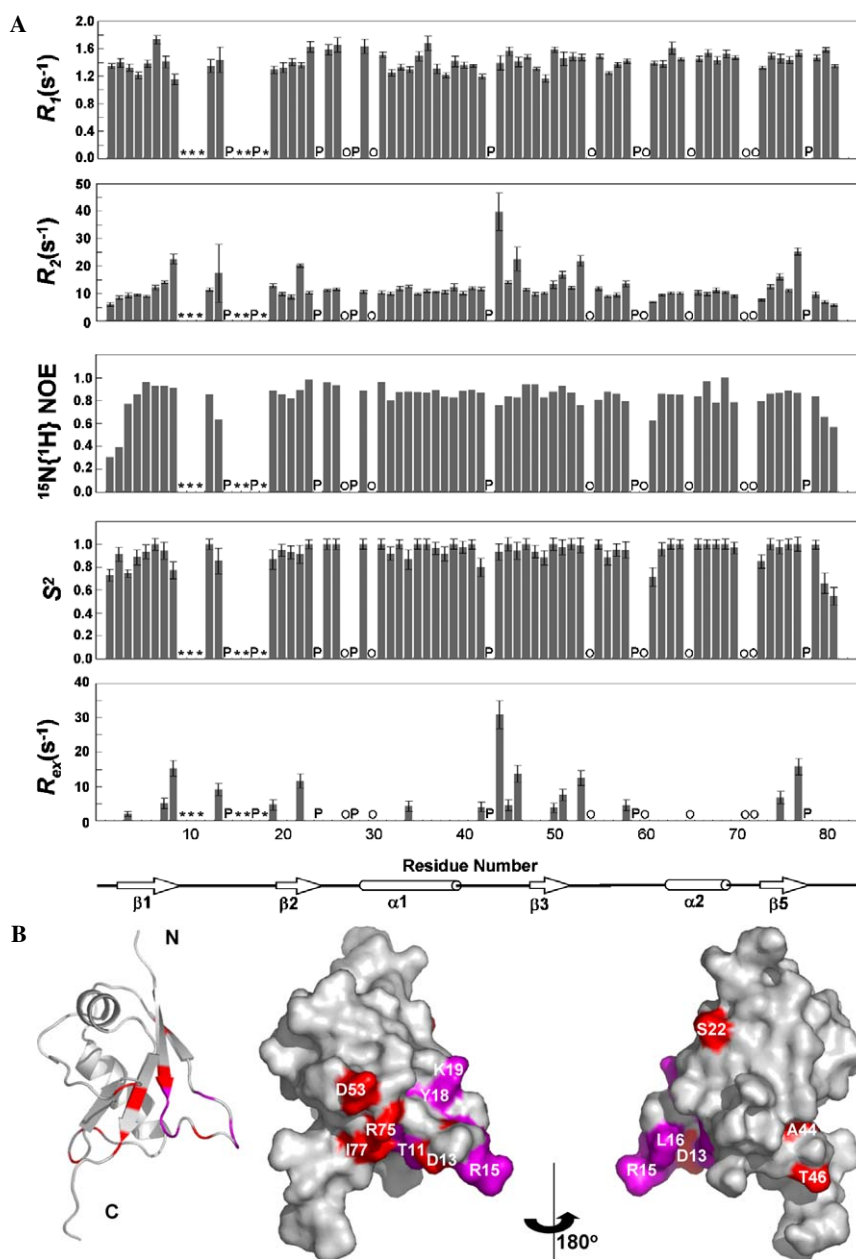 A
R1(s-1)
2.0
1.6
1.2
0.8
0.4
0.0
* * * P * * P * P O P O P O P O O O O P
R2(s-1)
50
40
30
20
10
0
* * * P * * P * P O P O P O P O O O O P
15N{1H} NOE
1.0
0.8
0.6
0.4
0.2
0.0
* * * P * * P * P O P O P O P O O O O P
S2
1.0
0.8
0.6
0.4
0.2
0.0
* * * P * * P * P O P O P O P O O O O P
Rex(s-1)
40
30
20
10
0
* * * P * * P * P O P O P O P O O O O P
10 20 30 40 50 60 70 80
Residue Number
β1 β2 α1 β3 α2 β5
B
N
C
D53
K19
Y18
R75
I77
T11
D13
R15
S22
A44
L16
D13
R15
T46
180o